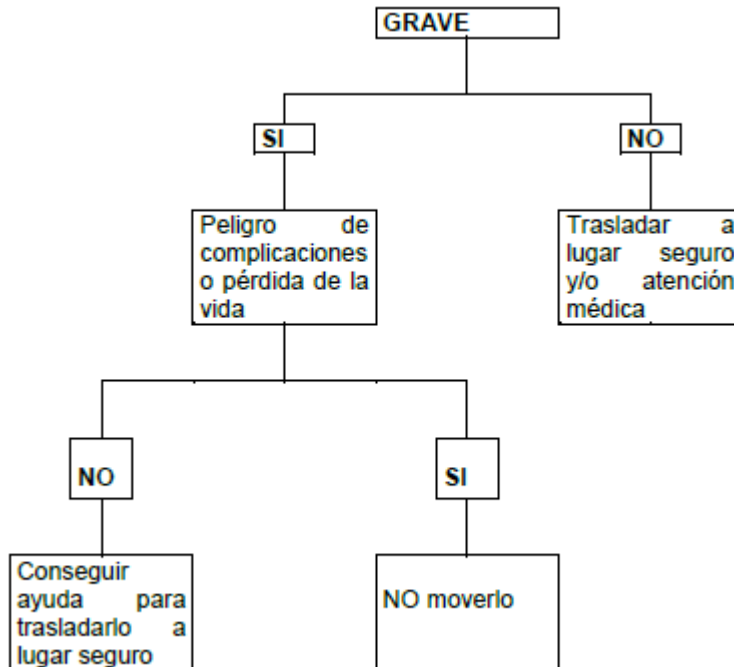 GRAVE
SI
NO
Peligro de
complicaciones
o pérdida de la
vida
Trasladar a
lugar seguro
y/o atención
médica
NO
SI
Conseguir
ayuda para
trasladarlo a
lugar seguro
NO moverlo